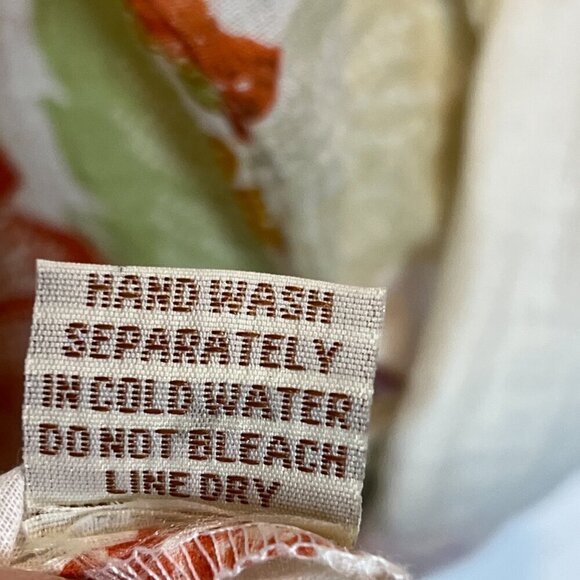 HAND WASH
SEPARATELY
IN COLD WATER
DO NOT BLEACH
LINE DRY